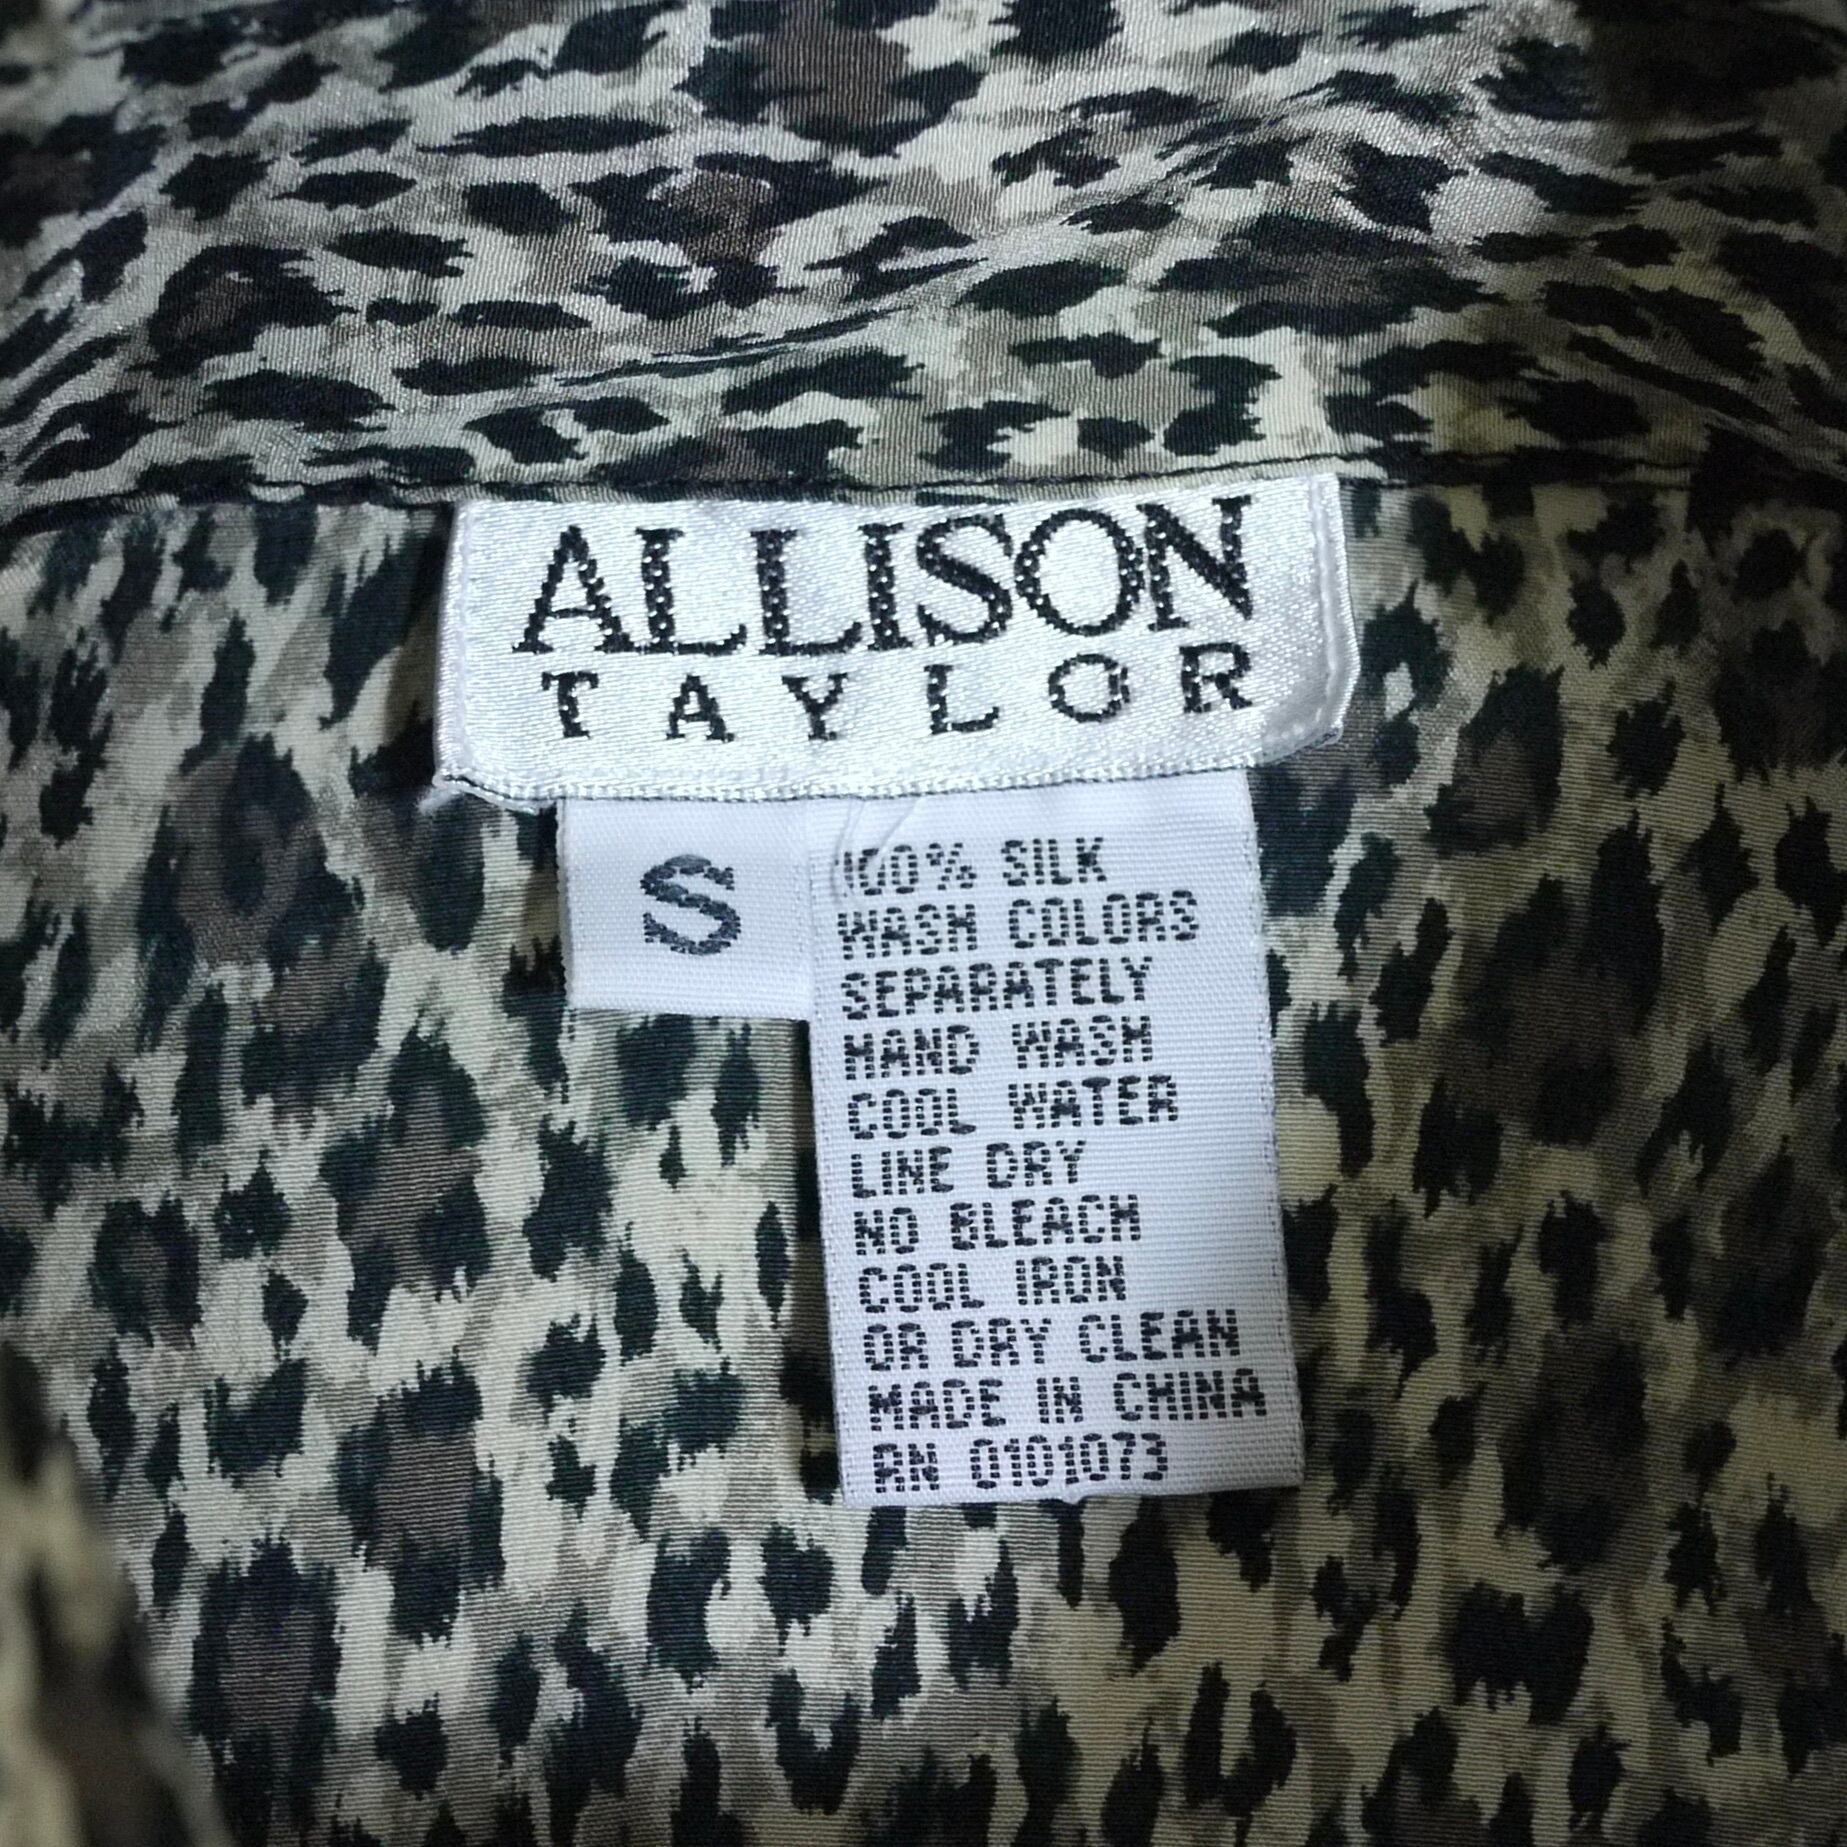 ALLISON
TAYLOR
S
100% SILK
WASH COLORS
SEPARATELY
HAND WASH
COOL WATER
LINE DRY
NO BLEACH
COOL IRON
OR DRY CLEAN
MADE IN CHINA
RN 0101073